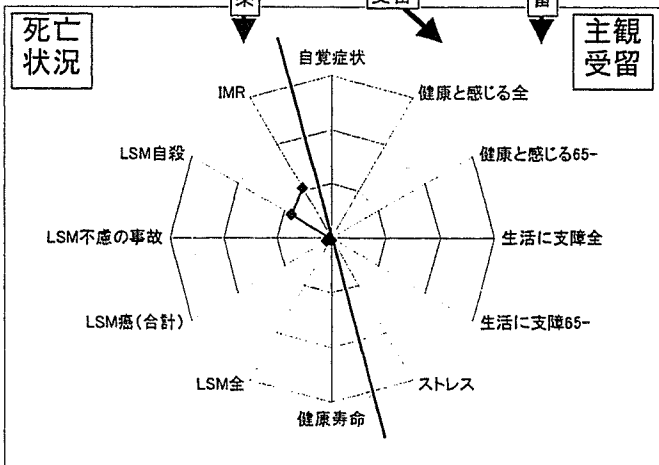 死亡
状況
主観
受留
自覚症状
IMR
健康と感じる全
LSM自殺
健康と感じる65-
LSM不慮の事故
生活に支障全
LSM癌(合計)
生活に支障65-
LSM全
ストレス
健康寿命